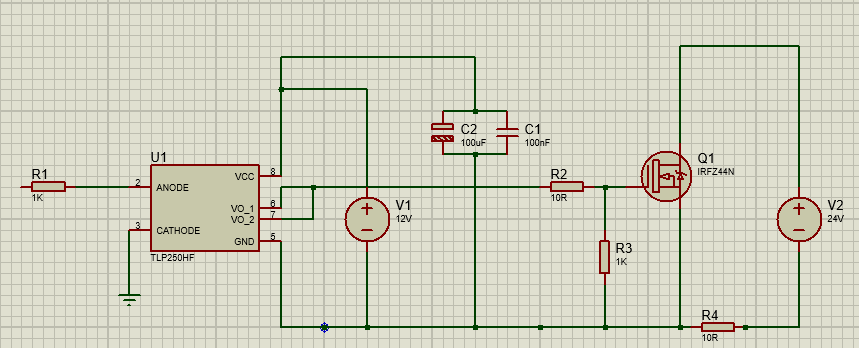 U1
R1
1K
2
ANODE
3
CATHODE
VCC
8
VO_1
6
VO_2
7
GND
5
TLP250HF
V1
12V
C2
100uF
C1
100nF
R2
10R
R3
1K
Q1
IRFZ44N
V2
24V
R4
10R